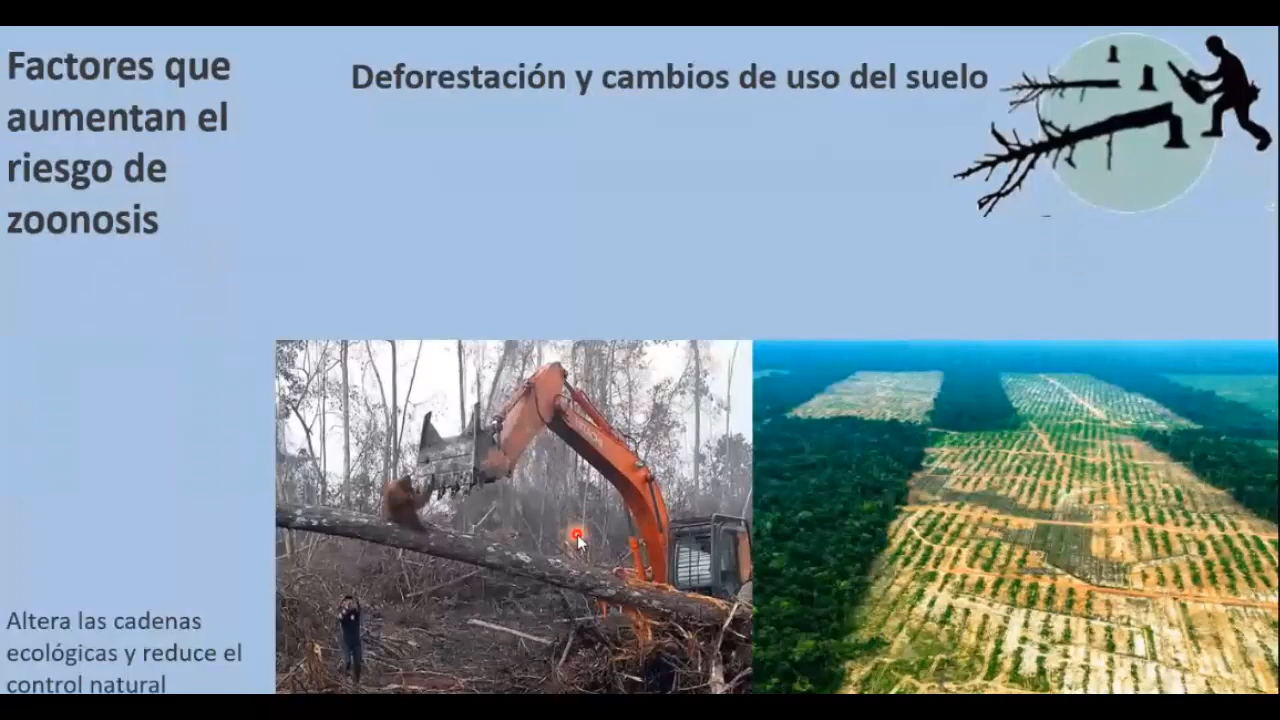 Factores que
aumentan el
riesgo de
zoonosis
Deforestación y cambios de uso del suelo
Altera las cadenas
ecológicas y reduce el
control natural